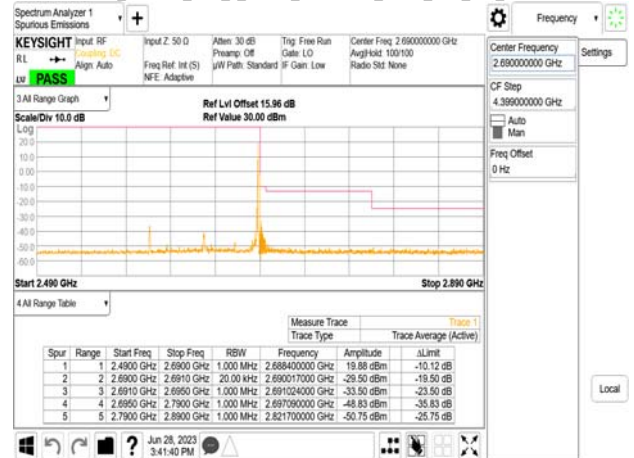 Spectrum Analyzer 1
Spurious Emissions
+
Frequency
KEYSIGHT
Input: RF
Coupling: DC
Align: Auto
Input Z: 50 Ω
Freq Ref: Int (S)
NFE: Adaptive
Atten: 30 dB
Preamp: Off
µW Path: Standard
Trig: Free Run
Gate: LO
IF Gain: Low
Center Freq: 2.690000000 GHz
Avg|Hold: 100/100
Radio Std: None
RL
LU
PASS
Center Frequency
2.690000000 GHz
Settings
CF Step
4.399000000 GHz
Auto
Man
Freq Offset
0 Hz
Local
3 All Range Graph
Scale/Div 10.0 dB
Ref Lvl Offset 15.96 dB
Ref Value 30.00 dBm
Log
20.0
10.0
0.00
-10.0
-20.0
-30.0
-40.0
-50.0
-60.0
Start 2.490 GHz
Stop 2.890 GHz
4 All Range Table
Measure Trace Trace 1
Trace Type Trace Average (Active)
Spur Range Start Freq Stop Freq RBW Frequency Amplitude ΔLimit
1 1 2.4900 GHz 2.6900 GHz 1.000 MHz 2.688400000 GHz 19.88 dBm -10.12 dB
2 2 2.6900 GHz 2.6910 GHz 20.00 kHz 2.690017000 GHz -29.50 dBm -19.50 dB
3 3 2.6910 GHz 2.6950 GHz 1.000 MHz 2.691024000 GHz -33.50 dBm -23.50 dB
4 4 2.6950 GHz 2.7900 GHz 1.000 MHz 2.697090000 GHz -48.83 dBm -35.83 dB
5 5 2.7900 GHz 2.8900 GHz 1.000 MHz 2.821700000 GHz -50.75 dBm -25.75 dB
?
Jun 28, 2023
3:41:40 PM